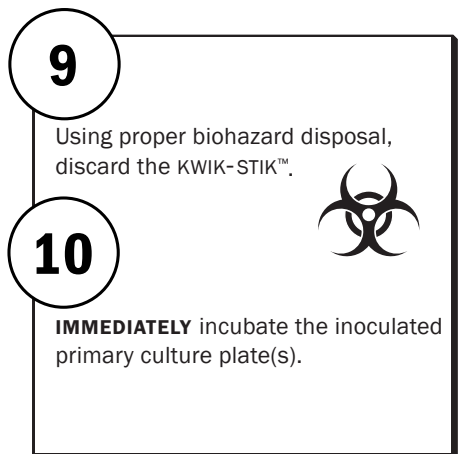 9
Using proper biohazard disposal,
discard the KWIK-STIK™.
10
IMMEDIATELY incubate the inoculated
primary culture plate(s).